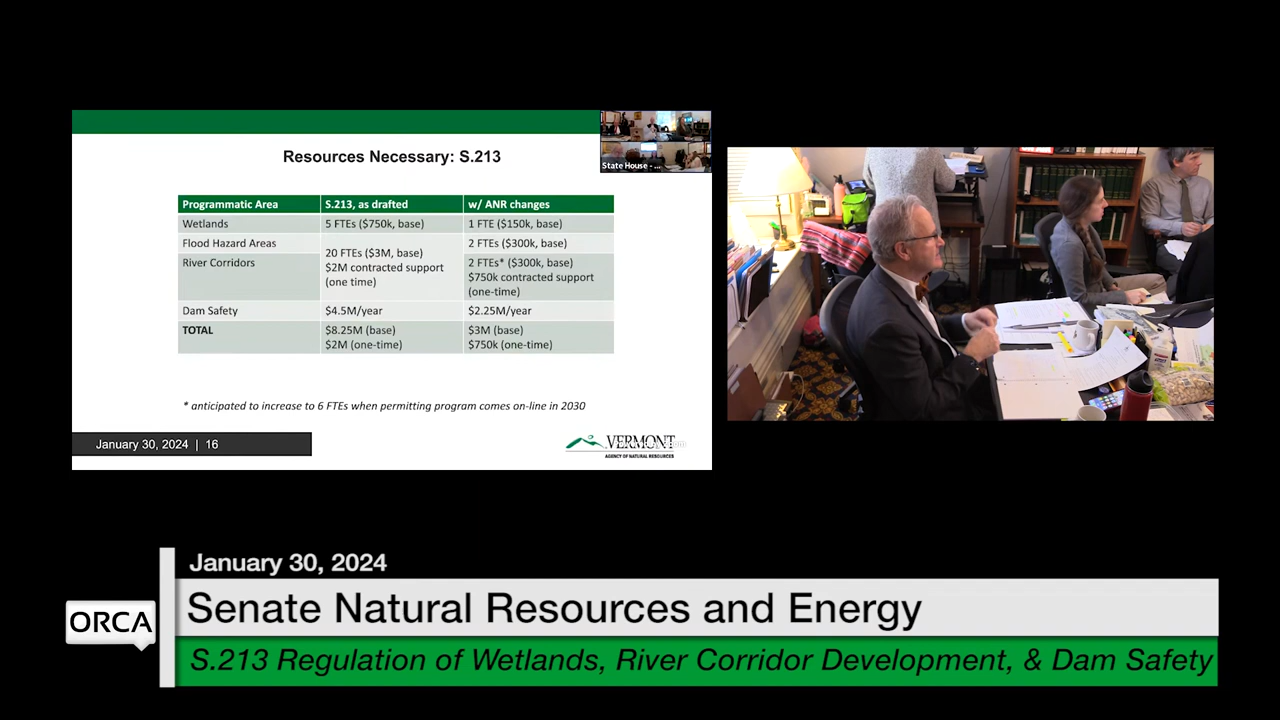 Resources Necessary: S.213
State House - ...
Programmatic Area S.213, as drafted w/ ANR changes
Wetlands 5 FTEs ($750k, base) 1 FTE ($150k, base)
Flood Hazard Areas 2 FTEs ($300k, base)
20 FTEs ($3M, base)
$2M contracted support
(one time)
River Corridors 2 FTEs* ($300k, base)
$750k contracted support
(one-time)
Dam Safety $4.5M/year $2.25M/year
TOTAL $8.25M (base) $3M (base)
$2M (one-time) $750k (one-time)
* anticipated to increase to 6 FTEs when permitting program comes on-line in 2030
January 30, 2024 | 16
VERMONT
AGENCY OF NATURAL RESOURCES
January 30, 2024
ORCA
Senate Natural Resources and Energy
S.213 Regulation of Wetlands, River Corridor Development, & Dam Safety